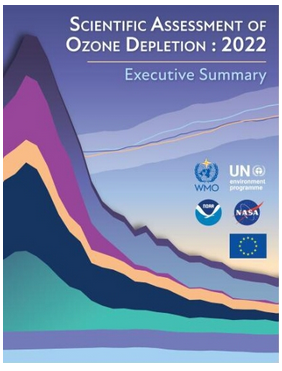 SCIENTIFIC ASSESSMENT OF
OZONE DEPLETION : 2022
Executive Summary
WMO
UN
environment
programme
NOAA
NASA